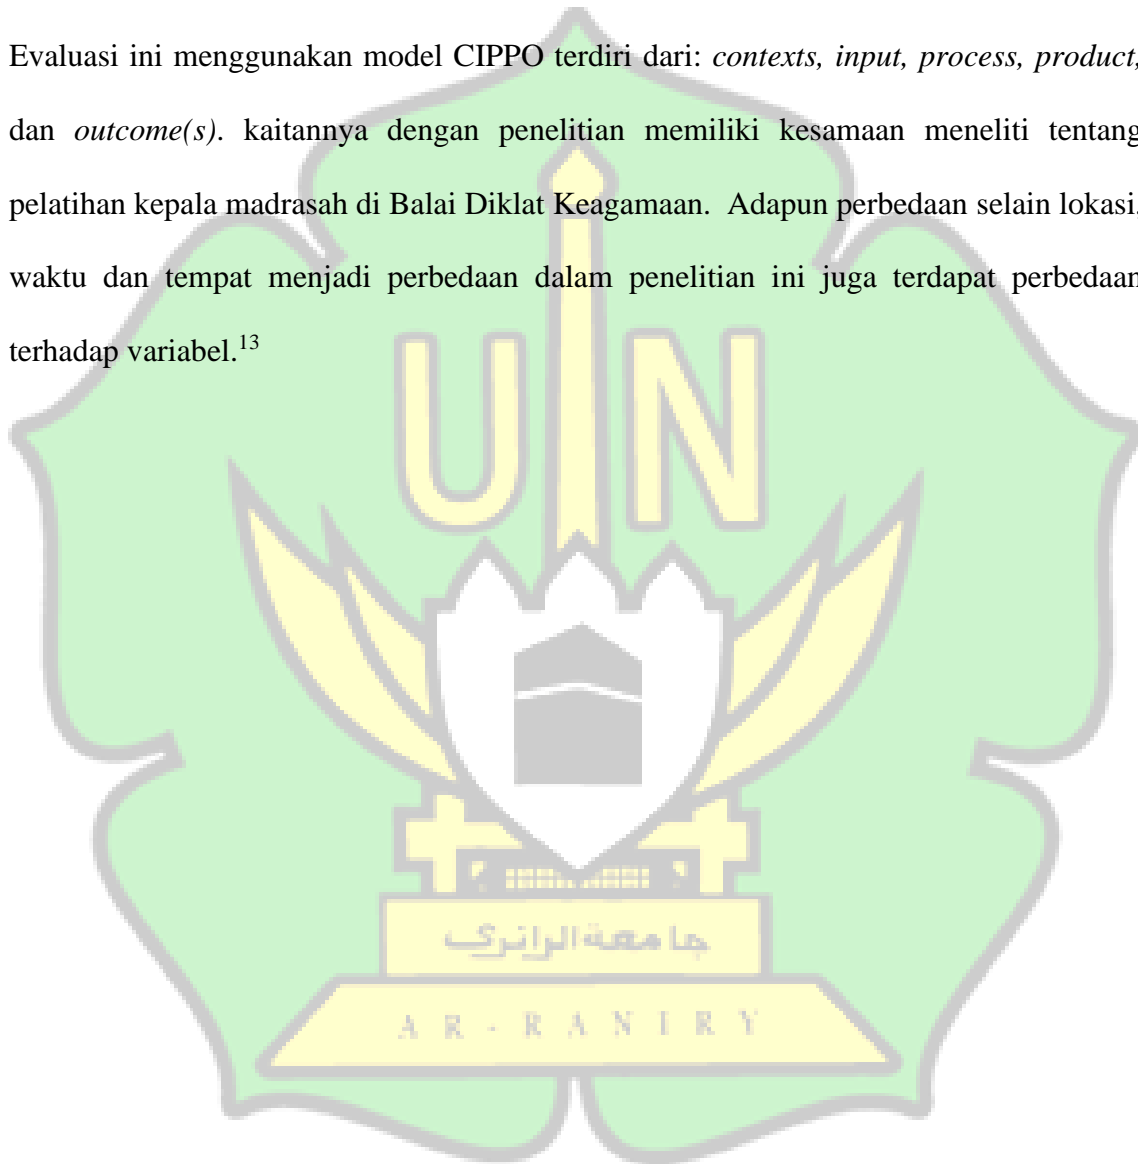 Evaluasi ini menggunakan model CIPPO terdiri dari: contexts, input, process, product,
dan outcome(s). kaitannya dengan penelitian memiliki kesamaan meneliti tentang
pelatihan kepala madrasah di Balai Diklat Keagamaan. Adapun perbedaan selain lokasi,
waktu dan tempat menjadi perbedaan dalam penelitian ini juga terdapat perbedaan
terhadap variabel.13
UIN
جامعة الرانري
AR-RANIRY